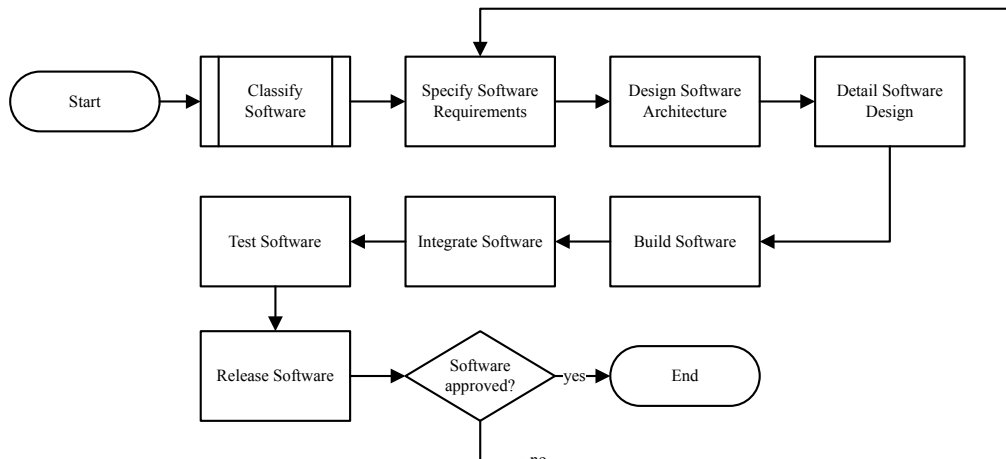 Start
Classify
Software
Specify Software
Requirements
Design Software
Architecture
Detail Software
Design
Test Software
Integrate Software
Build Software
Release Software
Software
approved?
yes
End
no